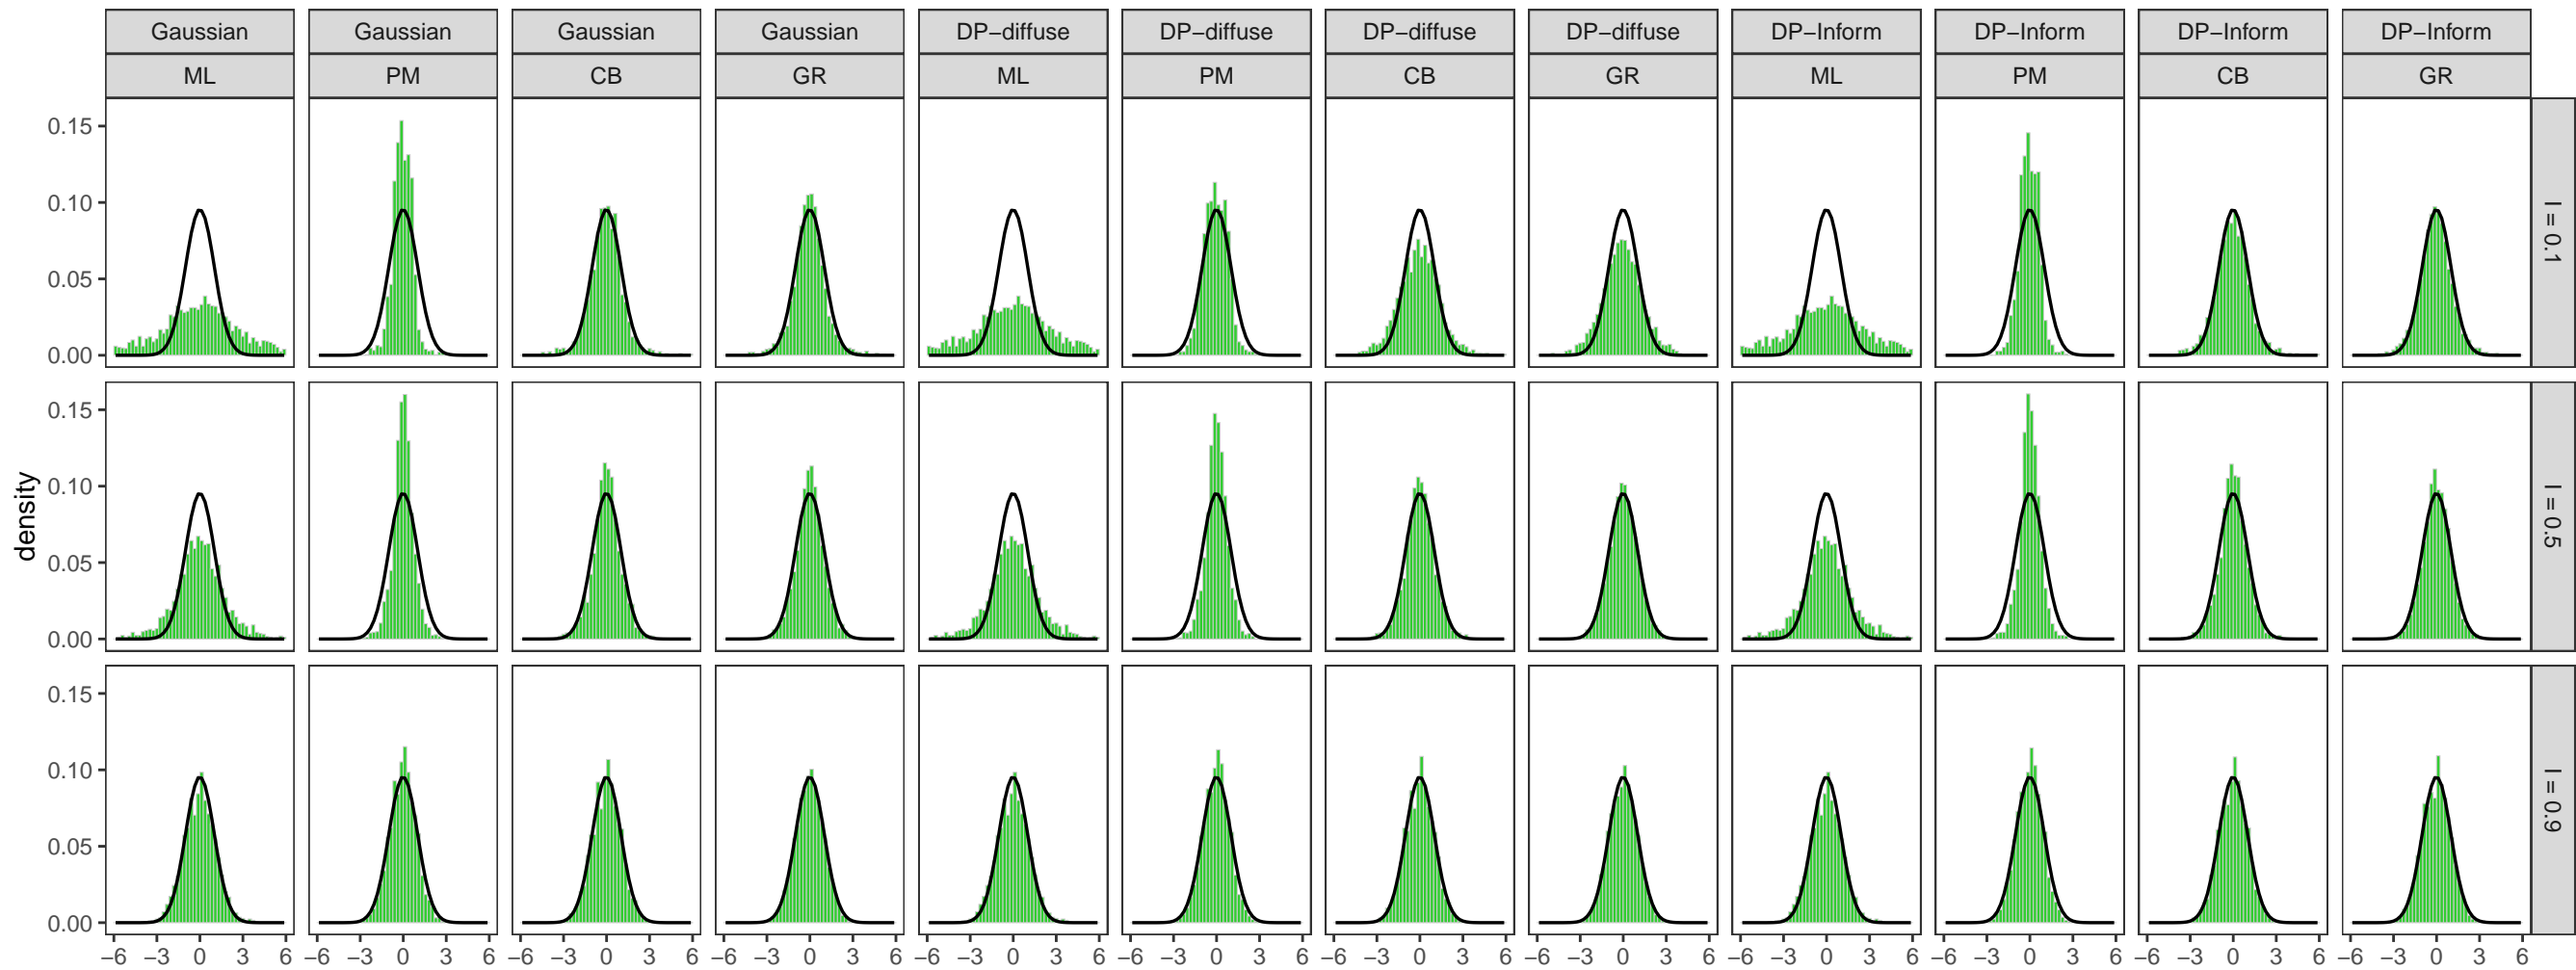 Gaussian Gaussian Gaussian Gaussian DP−diffuse DP−diffuse DP−diffuse DP−diffuse DP−Inform DP−Inform DP−Inform DP−Inform
ML PM CB GR ML PM CB GR ML PM CB GR
0.15
0.10
0.05
0.00
I = 0.1
0.15
0.10
0.05
0.00
I = 0.5
density
0.15
0.10
0.05
0.00
I = 0.9
−6 −3 0 3 6 −6 −3 0 3 6 −6 −3 0 3 6 −6 −3 0 3 6 −6 −3 0 3 6 −6 −3 0 3 6 −6 −3 0 3 6 −6 −3 0 3 6 −6 −3 0 3 6 −6 −3 0 3 6 −6 −3 0 3 6 −6 −3 0 3 6